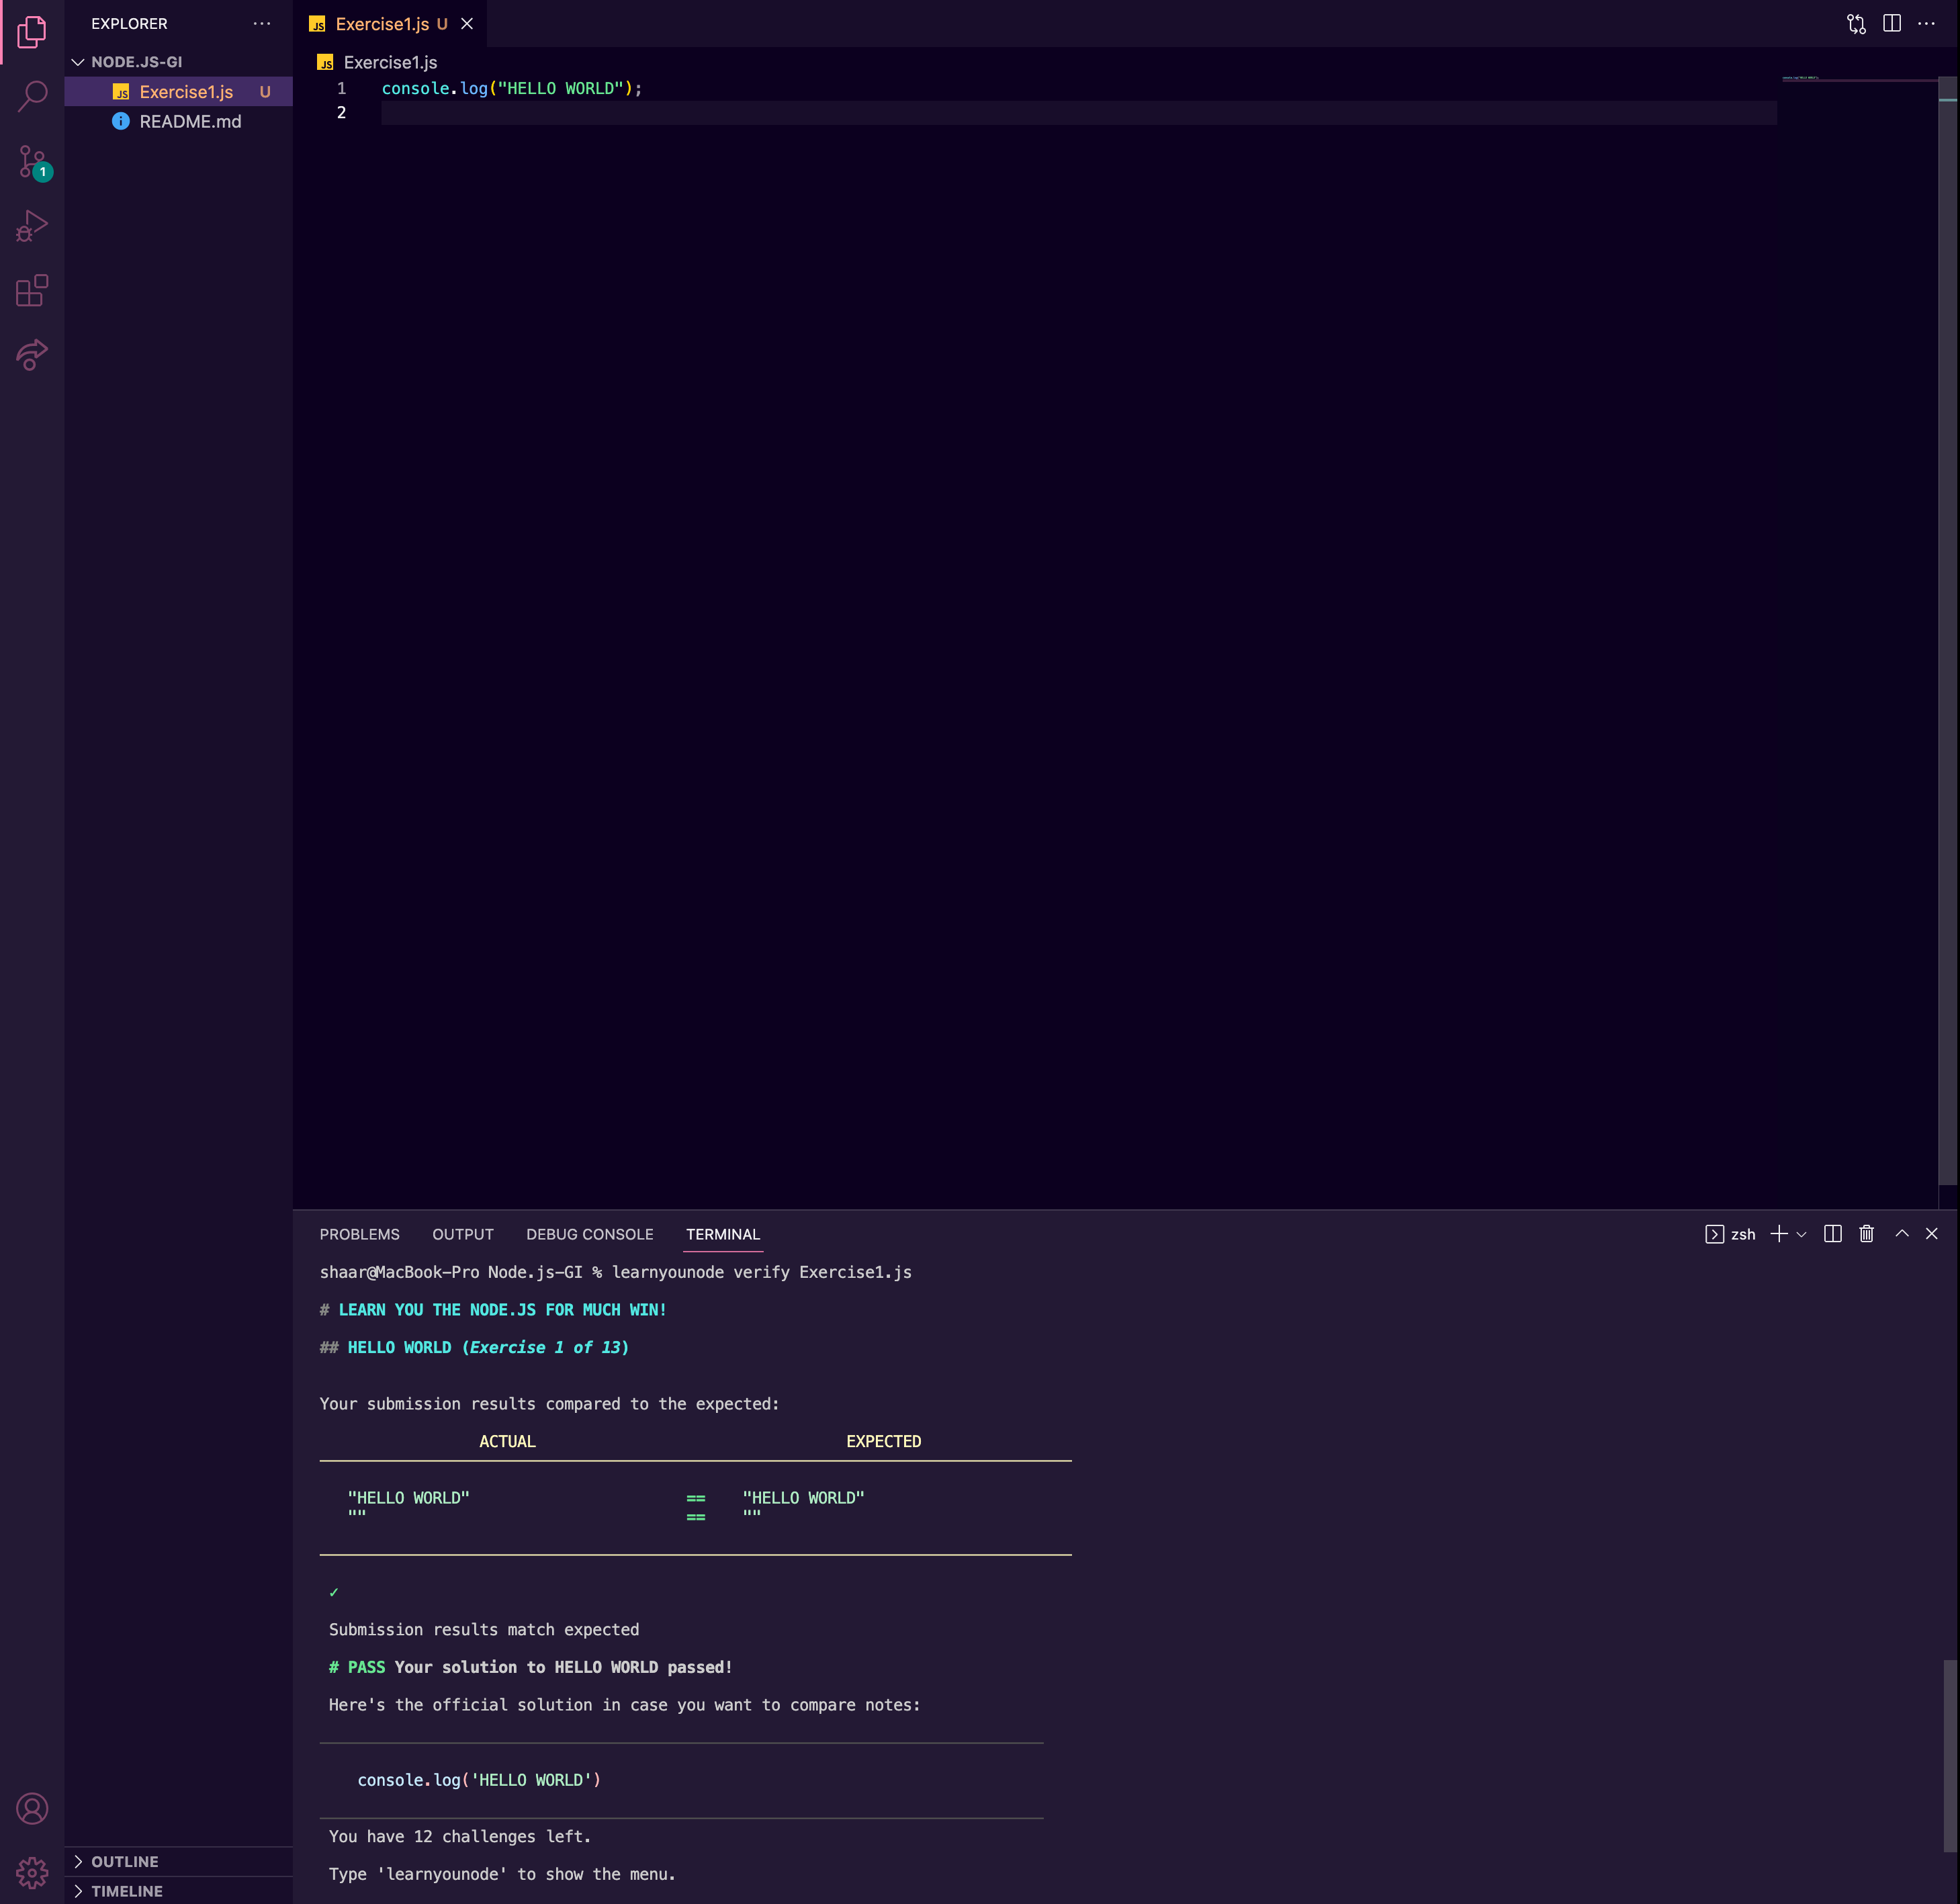 EXPLORER
NODE.JS-GI
JS Exercise1.js U
README.md
1
OUTLINE
TIMELINE
JS Exercise1.js U
JS Exercise1.js
1 console.log("HELLO WORLD");
2
PROBLEMS OUTPUT DEBUG CONSOLE TERMINAL
zsh
shaar@MacBook-Pro Node.js-GI % learnyounode verify Exercise1.js
# LEARN YOU THE NODE.JS FOR MUCH WIN!
## HELLO WORLD (Exercise 1 of 13)
Your submission results compared to the expected:
ACTUAL EXPECTED
"HELLO WORLD" == "HELLO WORLD"
"" == ""
✓
Submission results match expected
# PASS Your solution to HELLO WORLD passed!
Here's the official solution in case you want to compare notes:
console.log('HELLO WORLD')
You have 12 challenges left.
Type 'learnyounode' to show the menu.